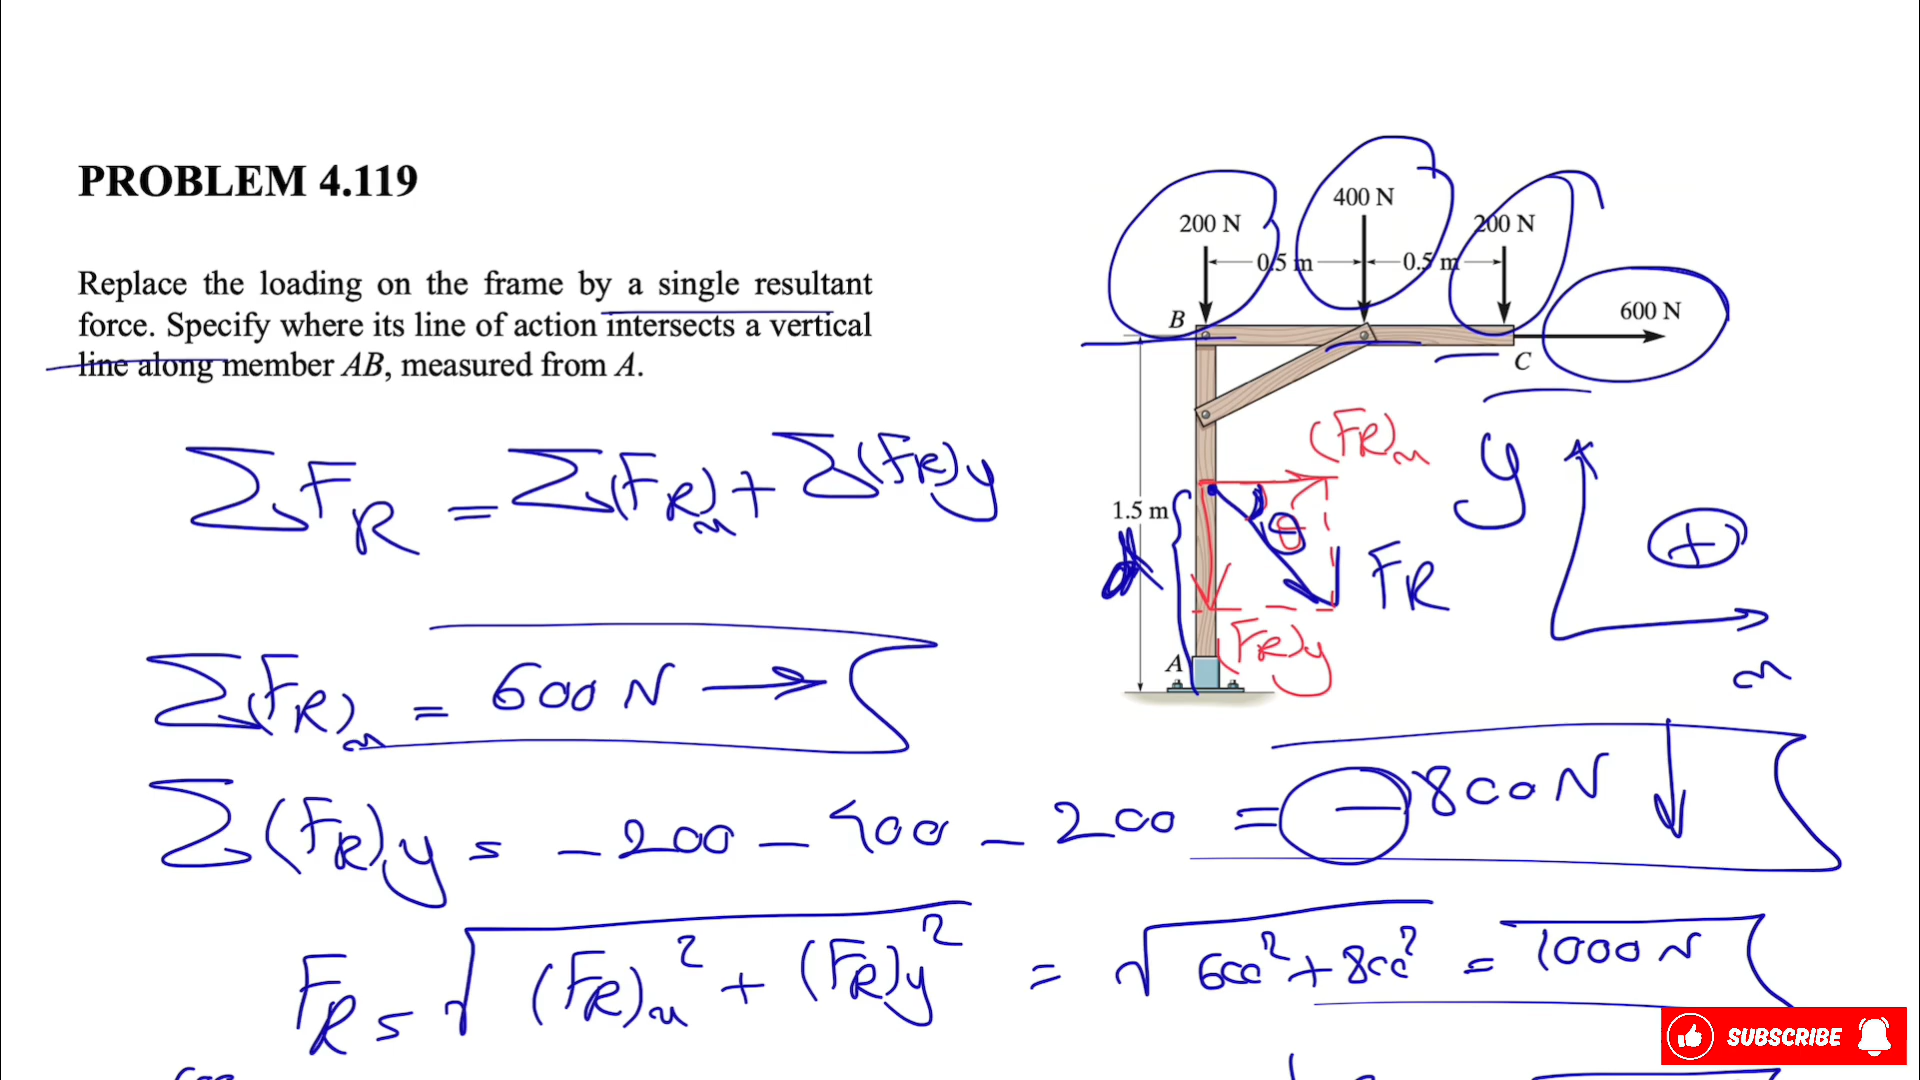 PROBLEM 4.119
Replace the loading on the frame by a single resultant
force. Specify where its line of action intersects a vertical
line along member AB, measured from A.
200 N
400 N
200 N
0.5 m
0.5 m
600 N
B
C
1.5 m
A
(FR)x
y
θ
FR
+
(FR)y
x
d
ΣFR = Σ(FR)x + Σ(FR)y
Σ(FR)x = 600 N →
Σ(FR)y = - 200 - 400 - 200 = - 800 N ↓
FR = √(FR)x² + (FR)y² = √600² + 800² = 1000 N
SUBSCRIBE